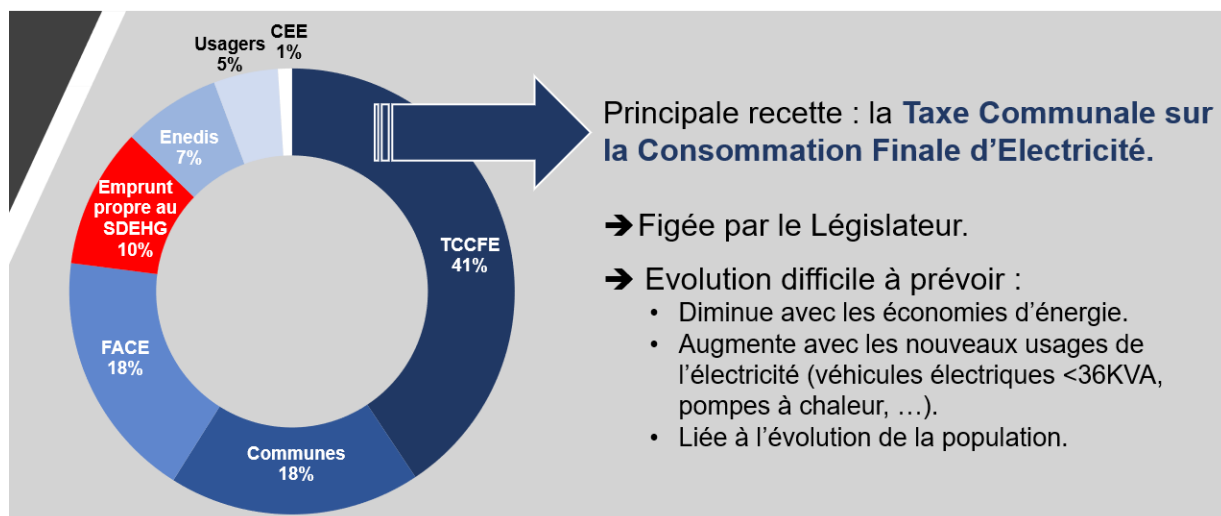 CEE
1%
Usagers
5%
Enedis
7%
Emprunt
propre au
SDEHG
10%
FACE
18%
Communes
18%
TCCFE
41%
Principale recette : la Taxe Communale sur
la Consommation Finale d’Electricité.
➔ Figée par le Législateur.
➔ Evolution difficile à prévoir :
• Diminue avec les économies d’énergie.
• Augmente avec les nouveaux usages de
l’électricité (véhicules électriques <36KVA,
pompes à chaleur, …).
• Liée à l’évolution de la population.